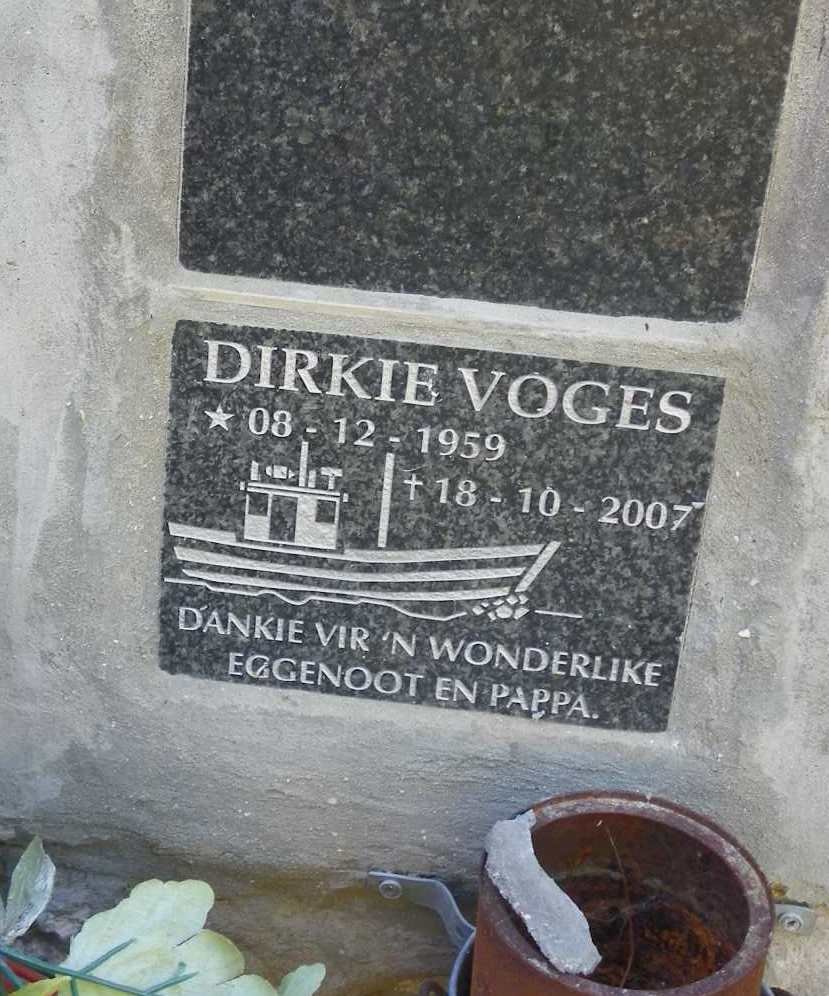 DIRKIE VOGES
★ 08 - 12 - 1959
† 18 - 10 - 2007
DANKIE VIR 'N WONDERLIKE
EGGENOOT EN PAPPA.